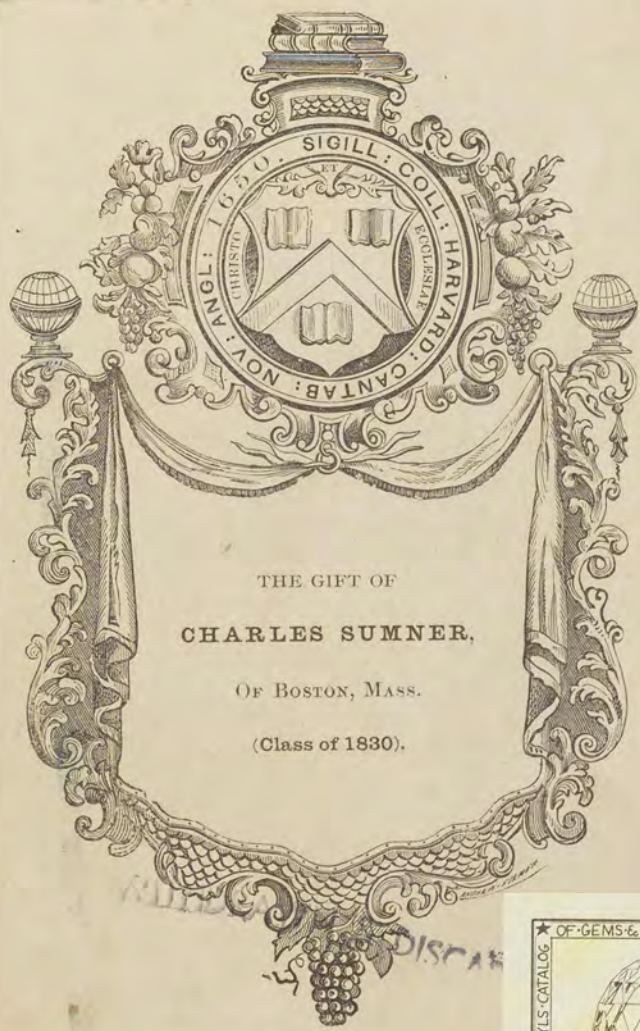 SIGILL: COLL: HARVARD: CANTAB: NOV: ANGL: 1650.
ET
CHRISTO
ECCLESIAE
THE GIFT OF
CHARLES SUMNER,
OF BOSTON, MASS.
(Class of 1830).
★ OF·GEMS·&
LS·CATALOG